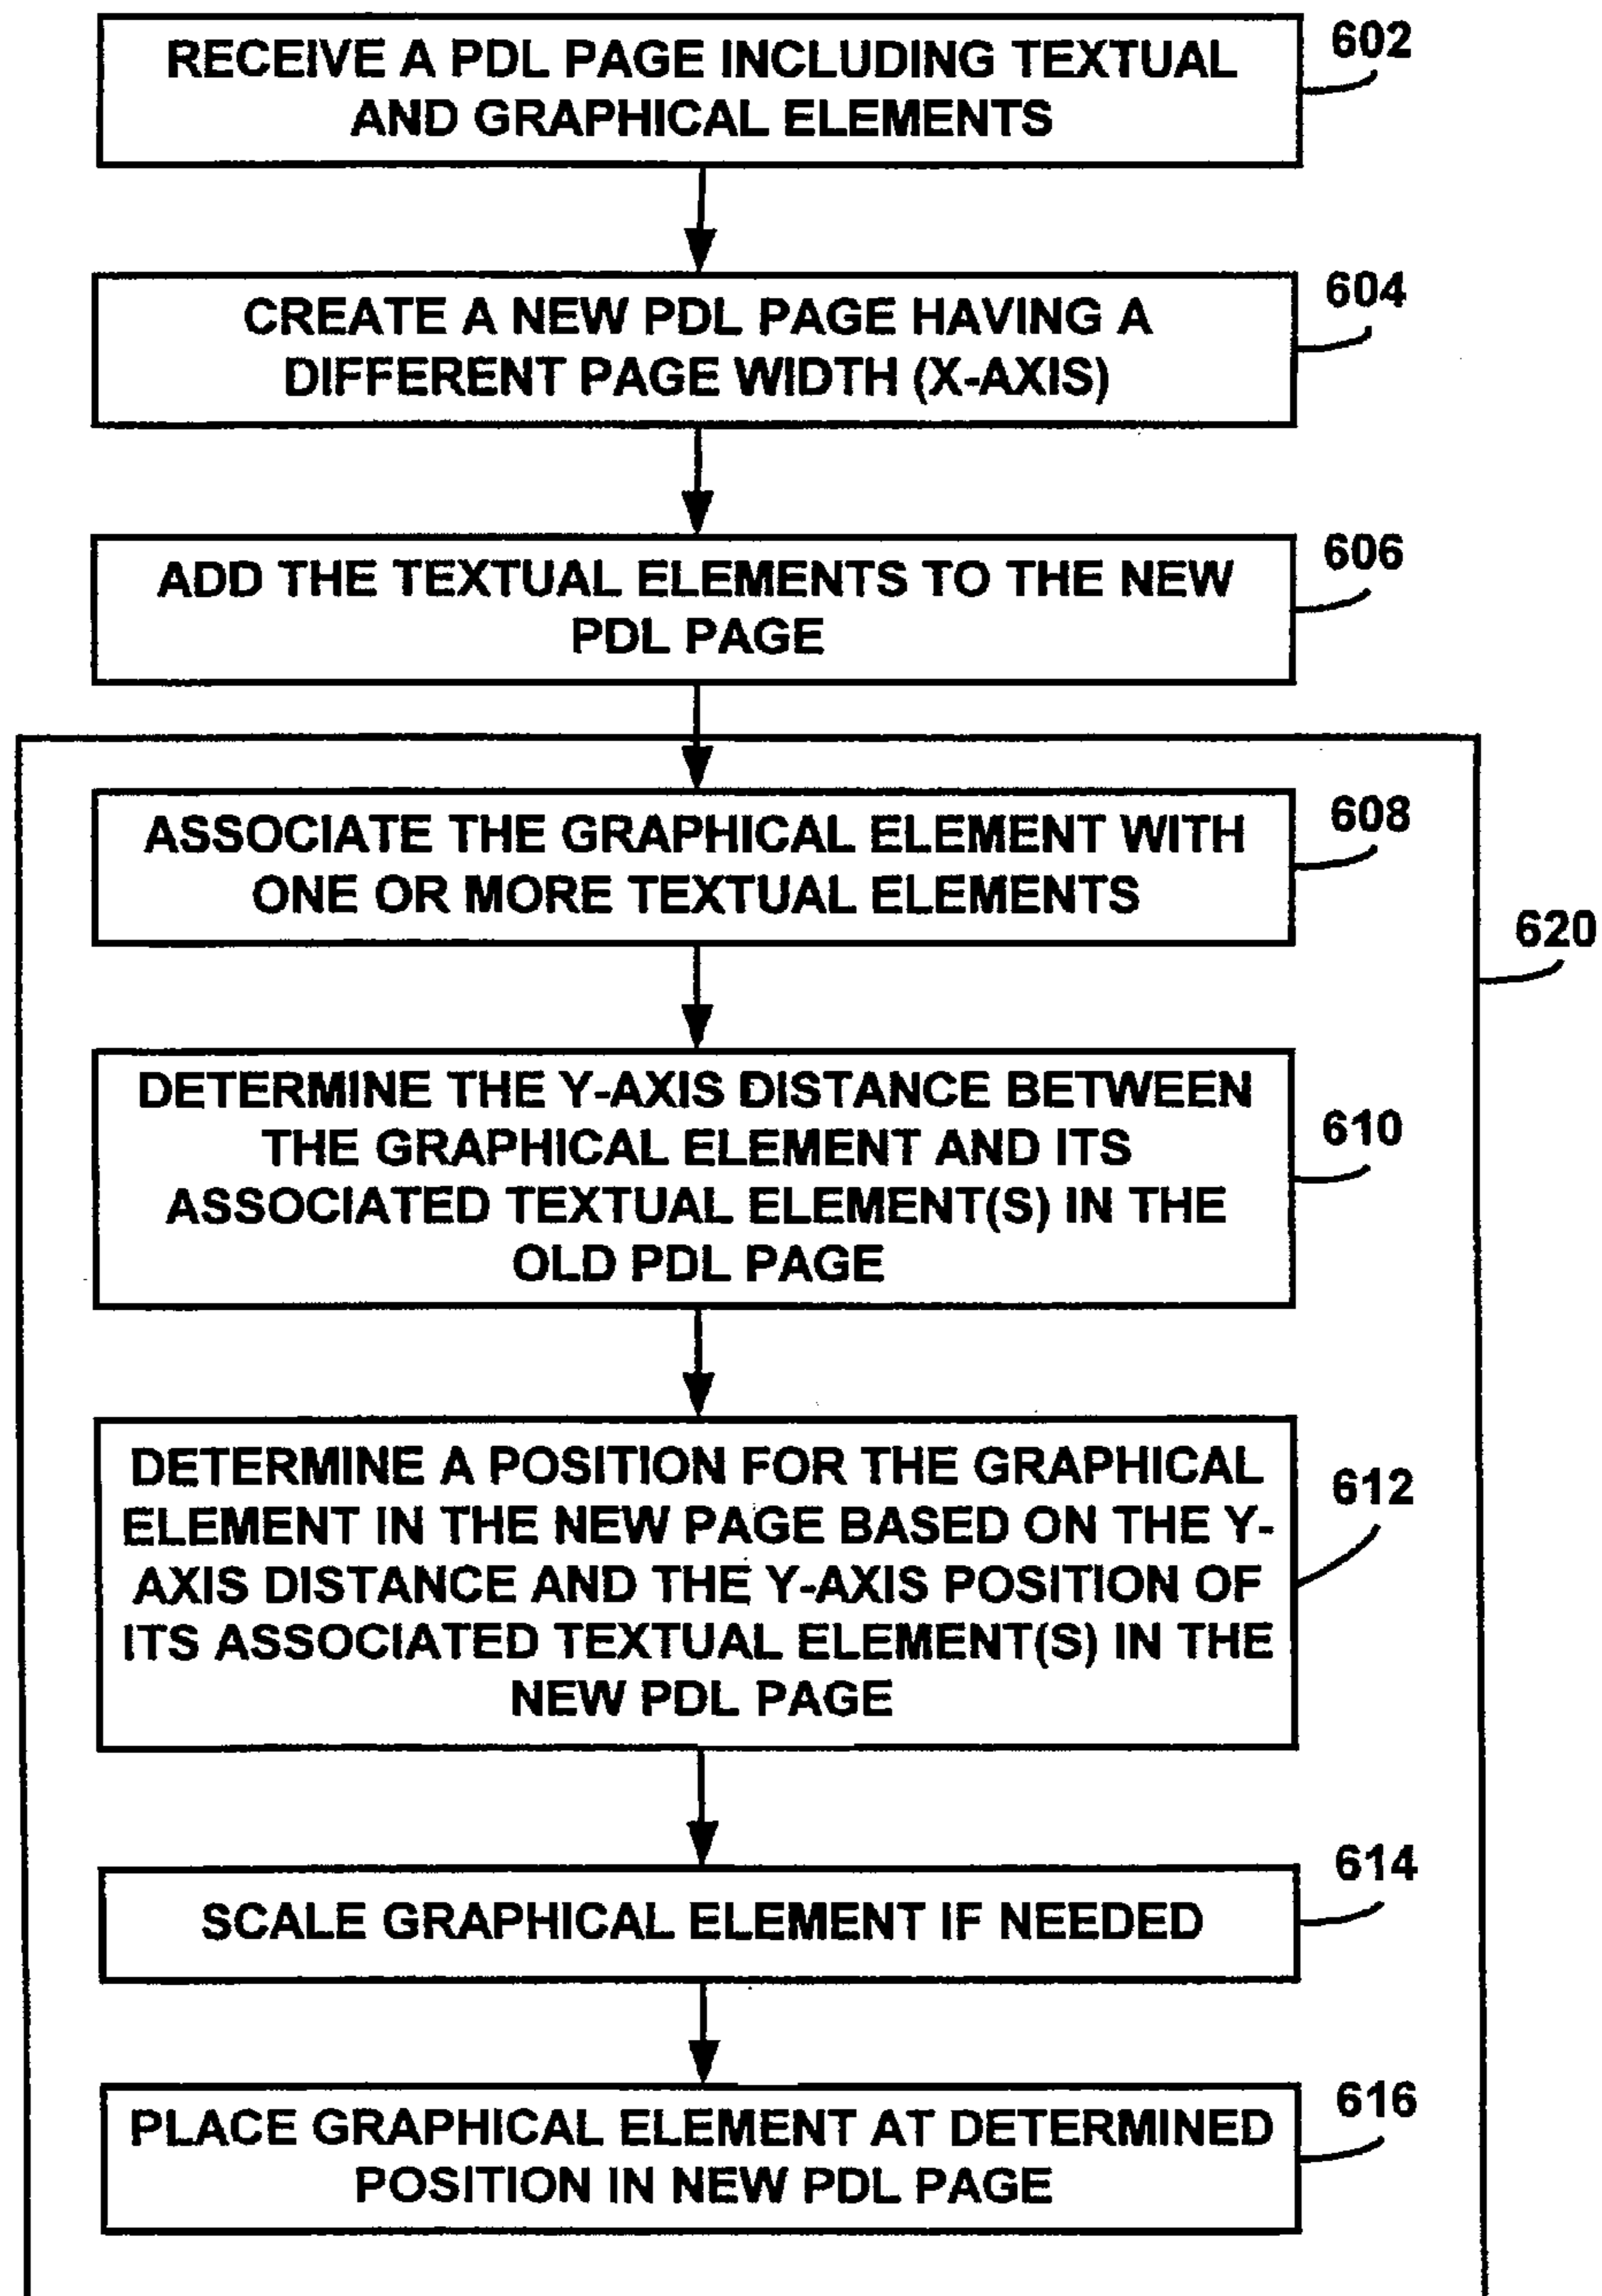 RECEIVE A PDL PAGE INCLUDING TEXTUAL
AND GRAPHICAL ELEMENTS
602
CREATE A NEW PDL PAGE HAVING A
DIFFERENT PAGE WIDTH (X-AXIS)
604
ADD THE TEXTUAL ELEMENTS TO THE NEW
PDL PAGE
606
ASSOCIATE THE GRAPHICAL ELEMENT WITH
ONE OR MORE TEXTUAL ELEMENTS
608
620
DETERMINE THE Y-AXIS DISTANCE BETWEEN
THE GRAPHICAL ELEMENT AND ITS
ASSOCIATED TEXTUAL ELEMENT(S) IN THE
OLD PDL PAGE
610
DETERMINE A POSITION FOR THE GRAPHICAL
ELEMENT IN THE NEW PAGE BASED ON THE Y-
AXIS DISTANCE AND THE Y-AXIS POSITION OF
ITS ASSOCIATED TEXTUAL ELEMENT(S) IN THE
NEW PDL PAGE
612
SCALE GRAPHICAL ELEMENT IF NEEDED
614
PLACE GRAPHICAL ELEMENT AT DETERMINED
POSITION IN NEW PDL PAGE
616